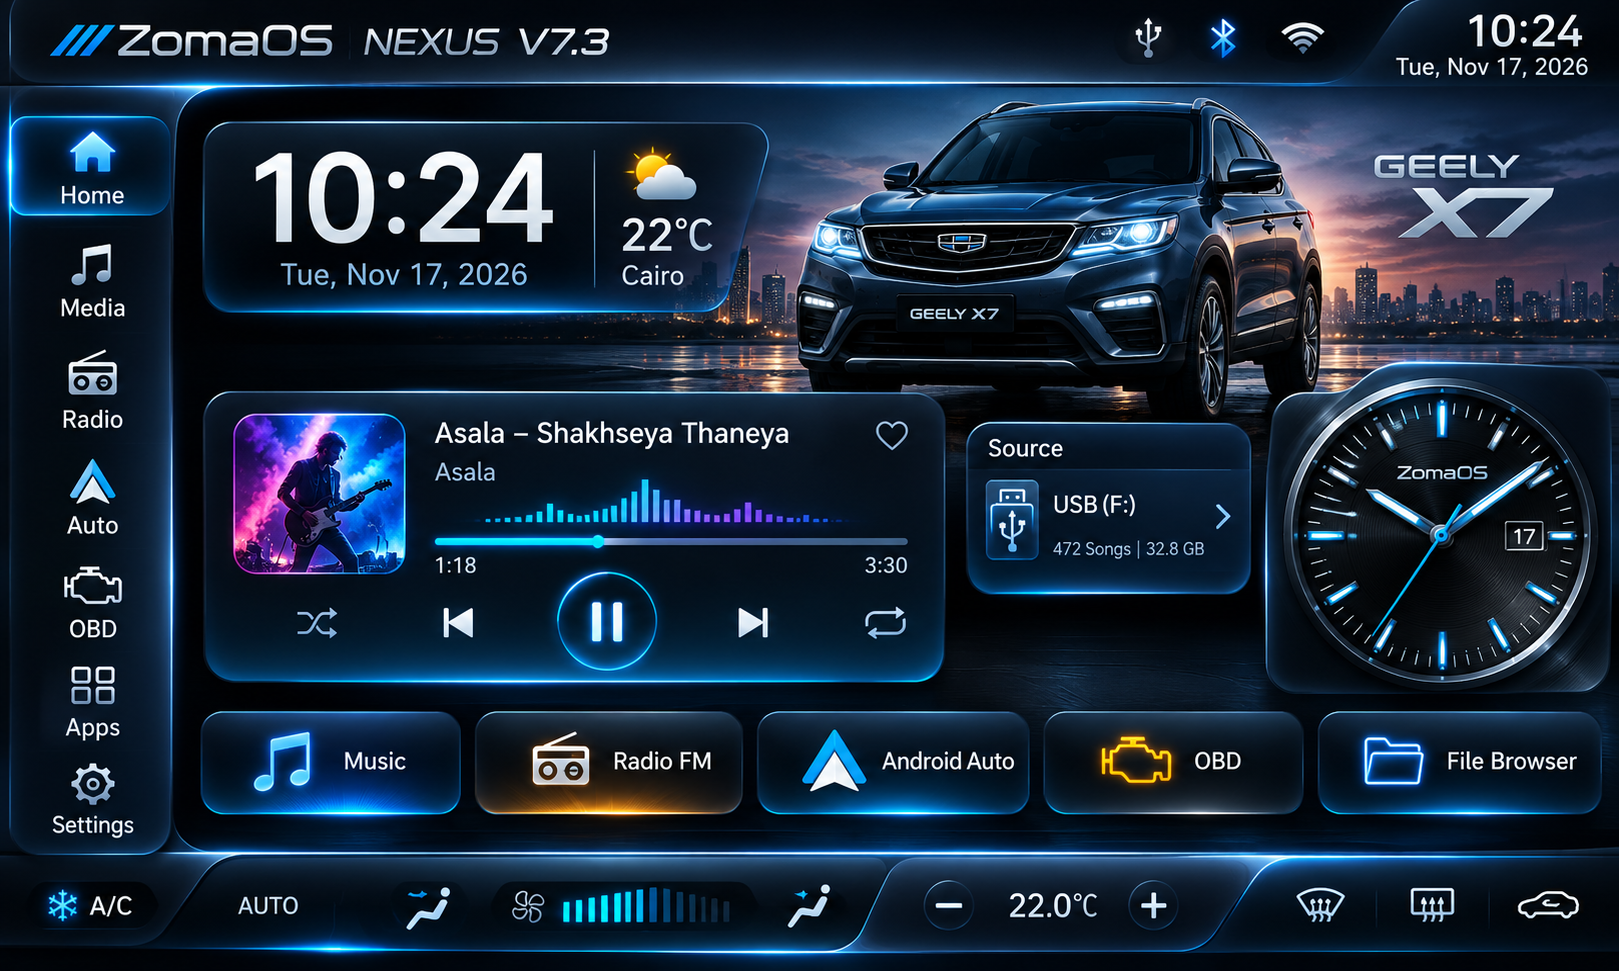 ZomaOS NEXUS V7.3
10:24
Tue, Nov 17, 2026
Home
Media
Radio
Auto
OBD
Apps
Settings
10:24
Tue, Nov 17, 2026
22°C
Cairo
GEELY
X7
GEELY X7
Asala – Shakhseya Thaneya
Asala
1:18
3:30
Source
USB (F:)
472 Songs | 32.8 GB
ZomaOS
17
Music
Radio FM
Android Auto
OBD
File Browser
A/C
AUTO
22.0°C